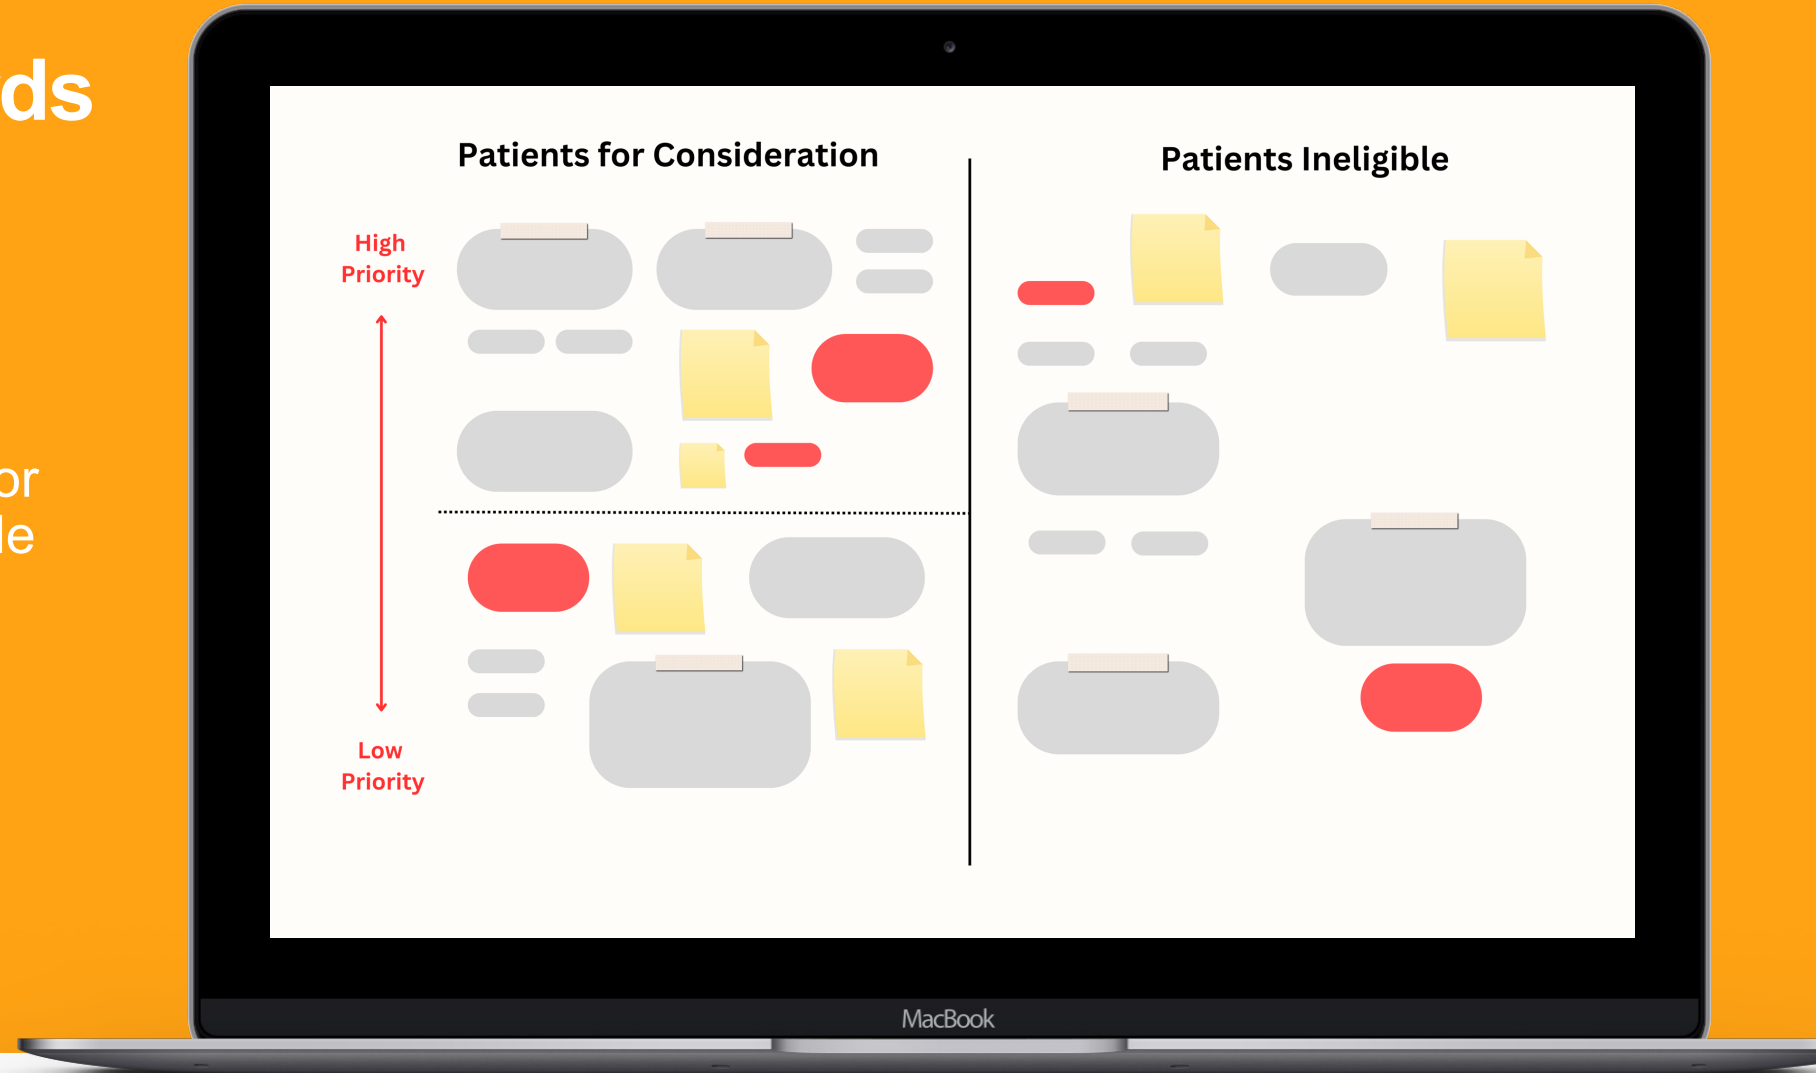 ds
or
le
Patients for Consideration
Patients Ineligible
High
Priority
Low
Priority
MacBook